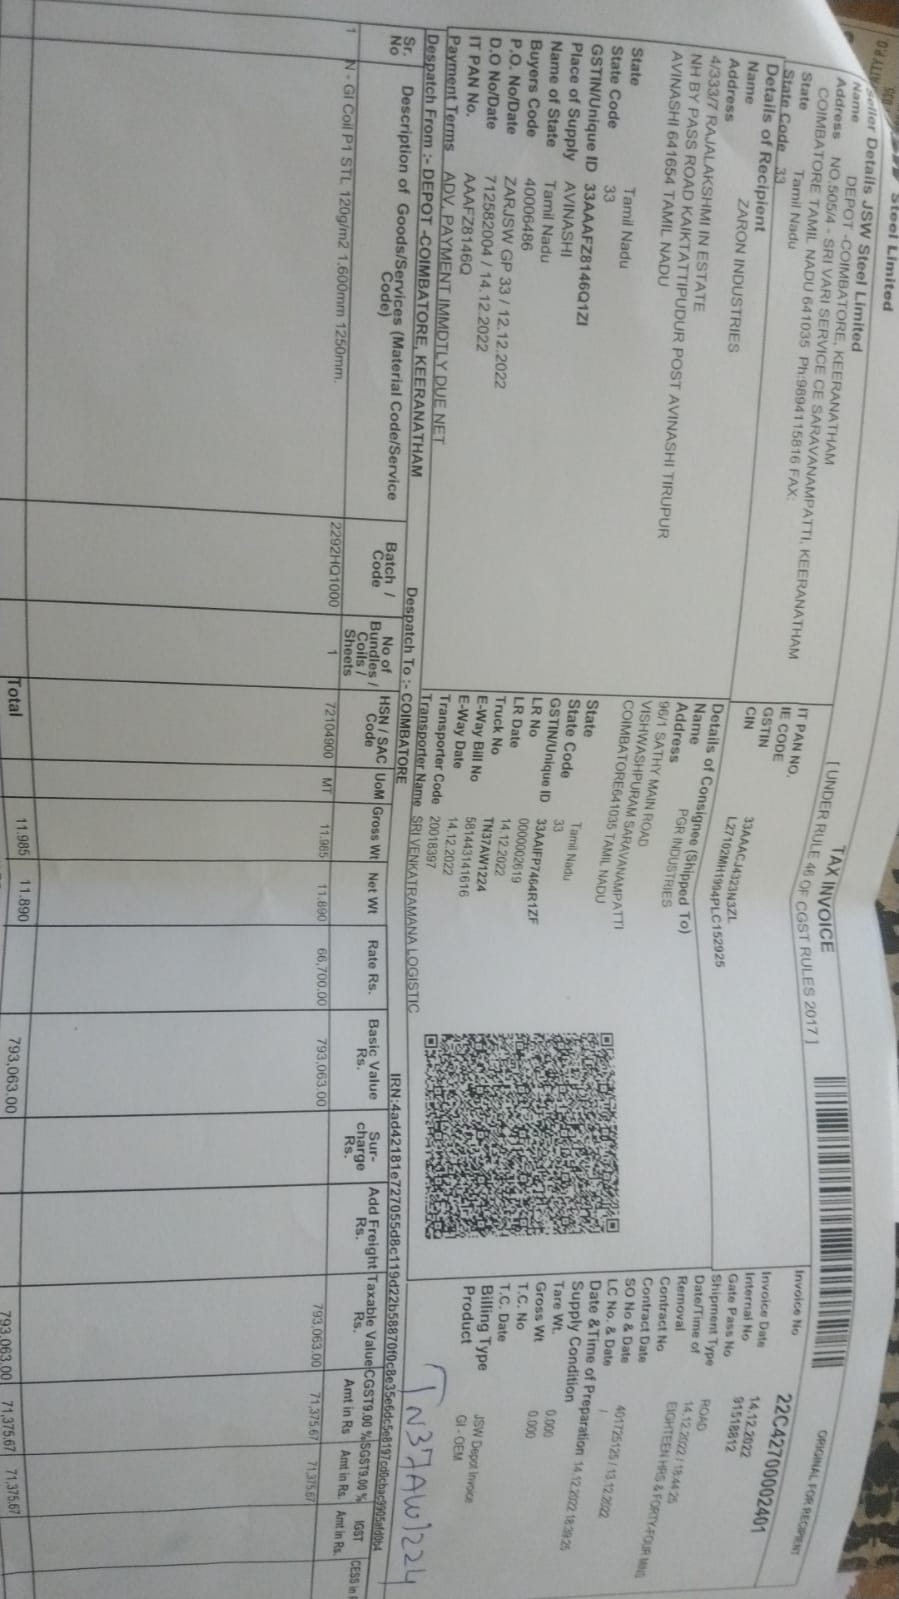 Steel Limited
TAX INVOICE
[ UNDER RULE 46 OF CGST RULES 2017 ]
ORIGINAL FOR RECIPIENT
Seller Details JSW Steel Limited
Name DEPOT -COIMBATORE, KEERANATHAM
Address NO.505/4 - SRI VARI SERVICE CE SARAVANAMPATTI, KEERANATHAM
COIMBATORE TAMIL NADU 641035 Ph:9894115816 FAX:
State Tamil Nadu
State Code 33
IT PAN NO.
IE CODE
GSTIN 33AAACJ4323N3ZL
CIN L27102MH1994PLC152925
Invoice No 22C42700002401
Invoice Date 14.12.2022
Internal No 91518812
Gate Pass No
Shipment Type ROAD
Date/Time of 14.12.2022 / 18:44:25
Removal EIGHTEEN HRS & FORTY-FOUR MINS
Contract No
Contract Date
SO No & Date 401725125 / 13.12.2022
LC No. & Date /
Date &Time of Preparation 14.12.2022 18:39:25
Supply Condition
Tare Wt. 0.000
Gross Wt 0.000
T.C. No
T.C. Date
Billing Type JSW Depot Invoice
Product GI - OEM
Details of Recipient
Name ZARON INDUSTRIES
Address
4/333/7 RAJALAKSHMI IN ESTATE
NH BY PASS ROAD KAIKTATTIPUDUR POST AVINASHI TIRUPUR
AVINASHI 641654 TAMIL NADU
State Tamil Nadu
State Code 33
GSTIN/Unique ID 33AAAFZ8146Q1ZI
Place of Supply AVINASHI
Name of State Tamil Nadu
Buyers Code 40006486
P.O. No/Date ZARJSW GP 33 / 12.12.2022
D.O No/Date 712582004 / 14.12.2022
IT PAN No. AAAFZ8146Q
Payment Terms ADV. PAYMENT IMMDTLY DUE NET
Details of Consignee (Shipped To)
Name PGR INDUSTRIES
Address
96/1 SATHY MAIN ROAD
VISHWASHPURAM SARAVANAMPATTI
COIMBATORE641035 TAMIL NADU
State Tamil Nadu
State Code 33
GSTIN/Unique ID 33AAIFP7464R1ZF
LR No 0000002619
LR Date 14.12.2022
Truck No TN37AW1224
E-Way Bill No 581443141616
E-Way Date 14.12.2022
Transporter Code 20018397
Transporter Name SRI VENKATRAMANA LOGISTIC
TN37AW1224
Despatch From :- DEPOT -COIMBATORE, KEERANATHAM Despatch To :- COIMBATORE
IRN:4ad42181e727055d8c119d22b58870f0c8e35e6dc5e8197cd0cbac9905afd0b4
Sr. No Description of Goods/Services (Material Code/Service Code) Batch / Code No of Bundles / Coils / Sheets HSN / SAC Code UoM Gross Wt Net Wt Rate Rs. Basic Value Rs. Sur-charge Rs. Add Freight Rs. Taxable Value Rs. CGST9.00 % Amt in Rs SGST9.00 % Amt in Rs. IGST Amt in Rs. CESS in
1 N - GI Coil P1 STL 120g/m2 1.600mm 1250mm. 2292HQ1000 1 72104900 MT 11.985 11.890 66,700.00 793,063.00 793,063.00 71,375.67 71,375.67
Total 11.985 11.890 793,063.00 793,063.00 71,375.67 71,375.67